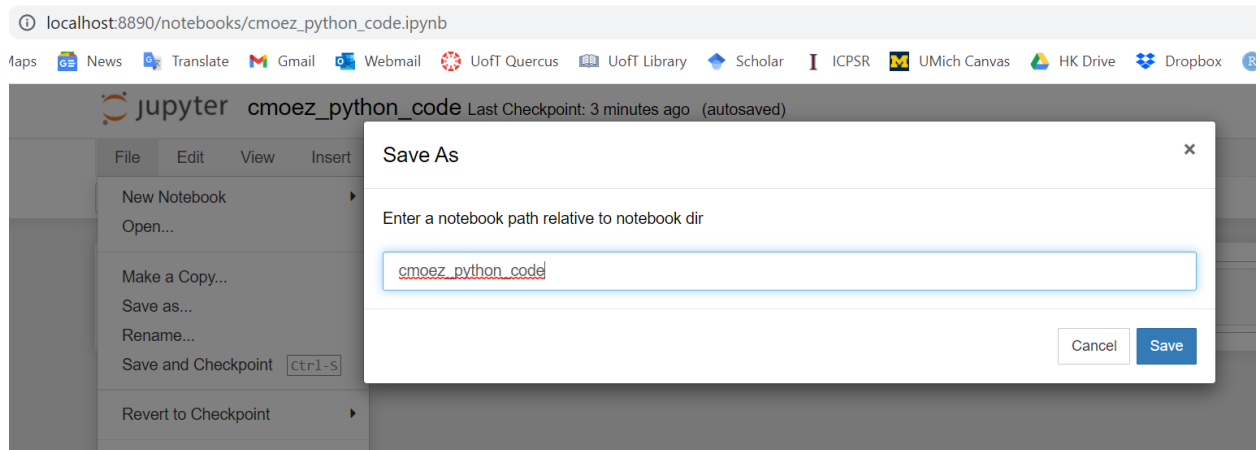 localhost:8890/notebooks/cmoez_python_code.ipynb
Maps GE News Translate Gmail Webmail UofT Quercus UofT Library Scholar ICPSR UMich Canvas HK Drive Dropbox R
jupyter cmoez_python_code Last Checkpoint: 3 minutes ago (autosaved)
File Edit View Insert
Save As ×
New Notebook
Open...
Enter a notebook path relative to notebook dir
cmoez_python_code
Make a Copy...
Save as...
Rename...
Save and Checkpoint Ctrl-S
Cancel Save
Revert to Checkpoint